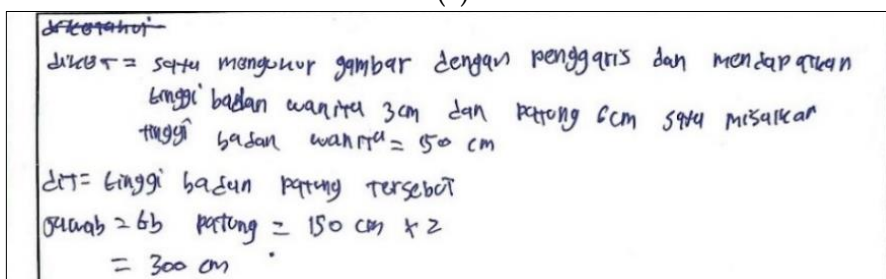 diketahui
diket = saya mengukur gambar dengan penggaris dan mendapatkan
tinggi badan wanita 3cm dan patung 6cm saya misalkan
tinggi badan wanita = 150 cm
dit = tinggi badan patung tersebut
Jawab = tb patung = 150 cm x 2
= 300 cm